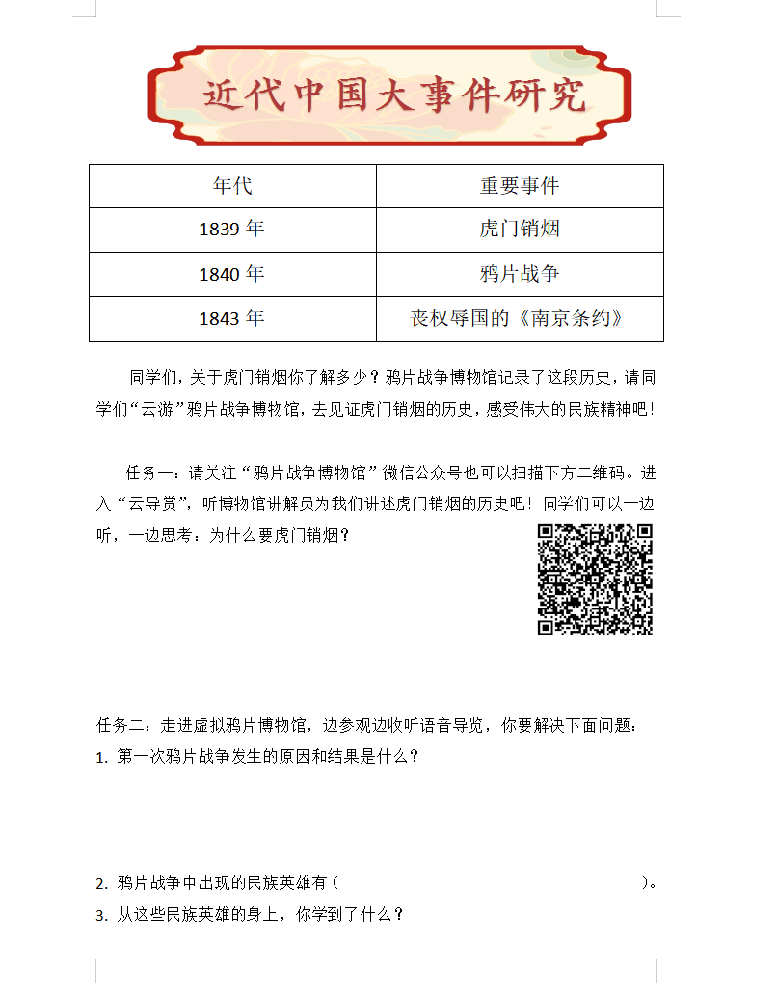 近代中国大事件研究
年代 重要事件
1839 年 虎门销烟
1840 年 鸦片战争
1843 年 丧权辱国的《南京条约》
同学们，关于虎门销烟你了解多少？鸦片战争博物馆记录了这段历史，请同
学们“云游”鸦片战争博物馆，去见证虎门销烟的历史，感受伟大的民族精神吧！
任务一：请关注“鸦片战争博物馆”微信公众号也可以扫描下方二维码。进
入“云导赏”，听博物馆讲解员为我们讲述虎门销烟的历史吧！同学们可以一边
听，一边思考：为什么要虎门销烟？
任务二：走进虚拟鸦片博物馆，边参观边收听语音导览，你要解决下面问题：
1. 第一次鸦片战争发生的原因和结果是什么？
2. 鸦片战争中出现的民族英雄有（ ）。
3. 从这些民族英雄的身上，你学到了什么？